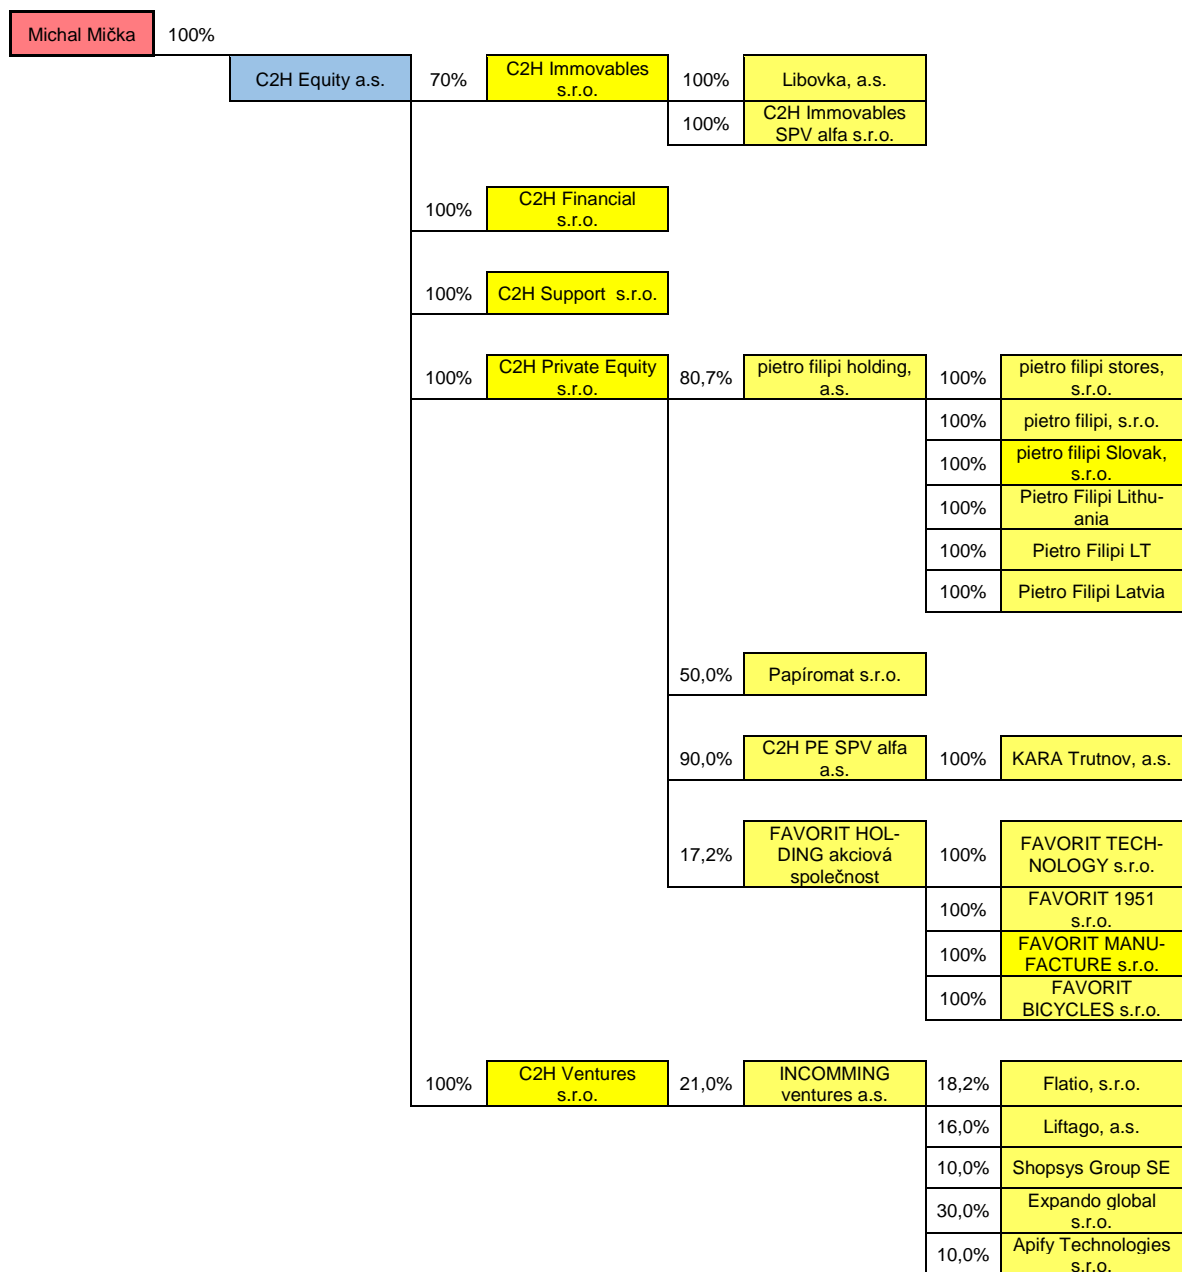 Michal Mička 100%
C2H Equity a.s. 70% C2H Immovables
s.r.o. 100% Libovka, a.s.
100% C2H Immovables
SPV alfa s.r.o.
100% C2H Financial
s.r.o.
100% C2H Support s.r.o.
100% C2H Private Equity
s.r.o. 80,7% pietro filipi holding,
a.s. 100% pietro filipi stores,
s.r.o.
100% pietro filipi, s.r.o.
100% pietro filipi Slovak,
s.r.o.
100% Pietro Filipi Lithu-
ania
100% Pietro Filipi LT
100% Pietro Filipi Latvia
50,0% Papíromat s.r.o.
90,0% C2H PE SPV alfa
a.s. 100% KARA Trutnov, a.s.
17,2% FAVORIT HOL-
DING akciová
společnost 100% FAVORIT TECH-
NOLOGY s.r.o.
100% FAVORIT 1951
s.r.o.
100% FAVORIT MANU-
FACTURE s.r.o.
100% FAVORIT
BICYCLES s.r.o.
100% C2H Ventures
s.r.o. 21,0% INCOMMING
ventures a.s. 18,2% Flatio, s.r.o.
16,0% Liftago, a.s.
10,0% Shopsys Group SE
30,0% Expando global
s.r.o.
10,0% Apify Technologies
s.r.o.